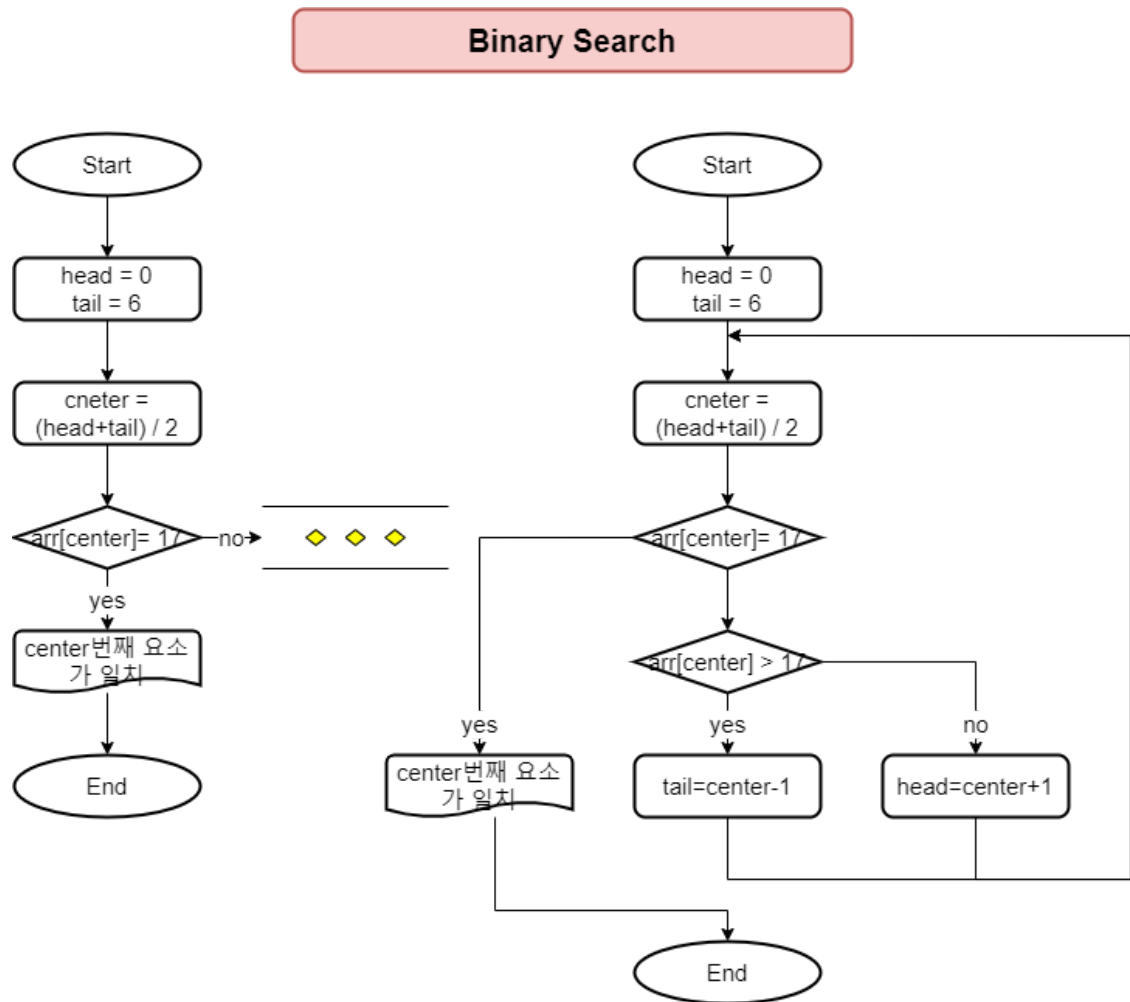 Binary Search
Start
head = 0
tail = 6
cneter =
(head+tail) / 2
arr[center]= 17
no
yes
center번째 요소
가 일치
End
Start
head = 0
tail = 6
cneter =
(head+tail) / 2
arr[center]= 17
arr[center] > 17
yes
yes
no
center번째 요소
가 일치
tail=center-1
head=center+1
End